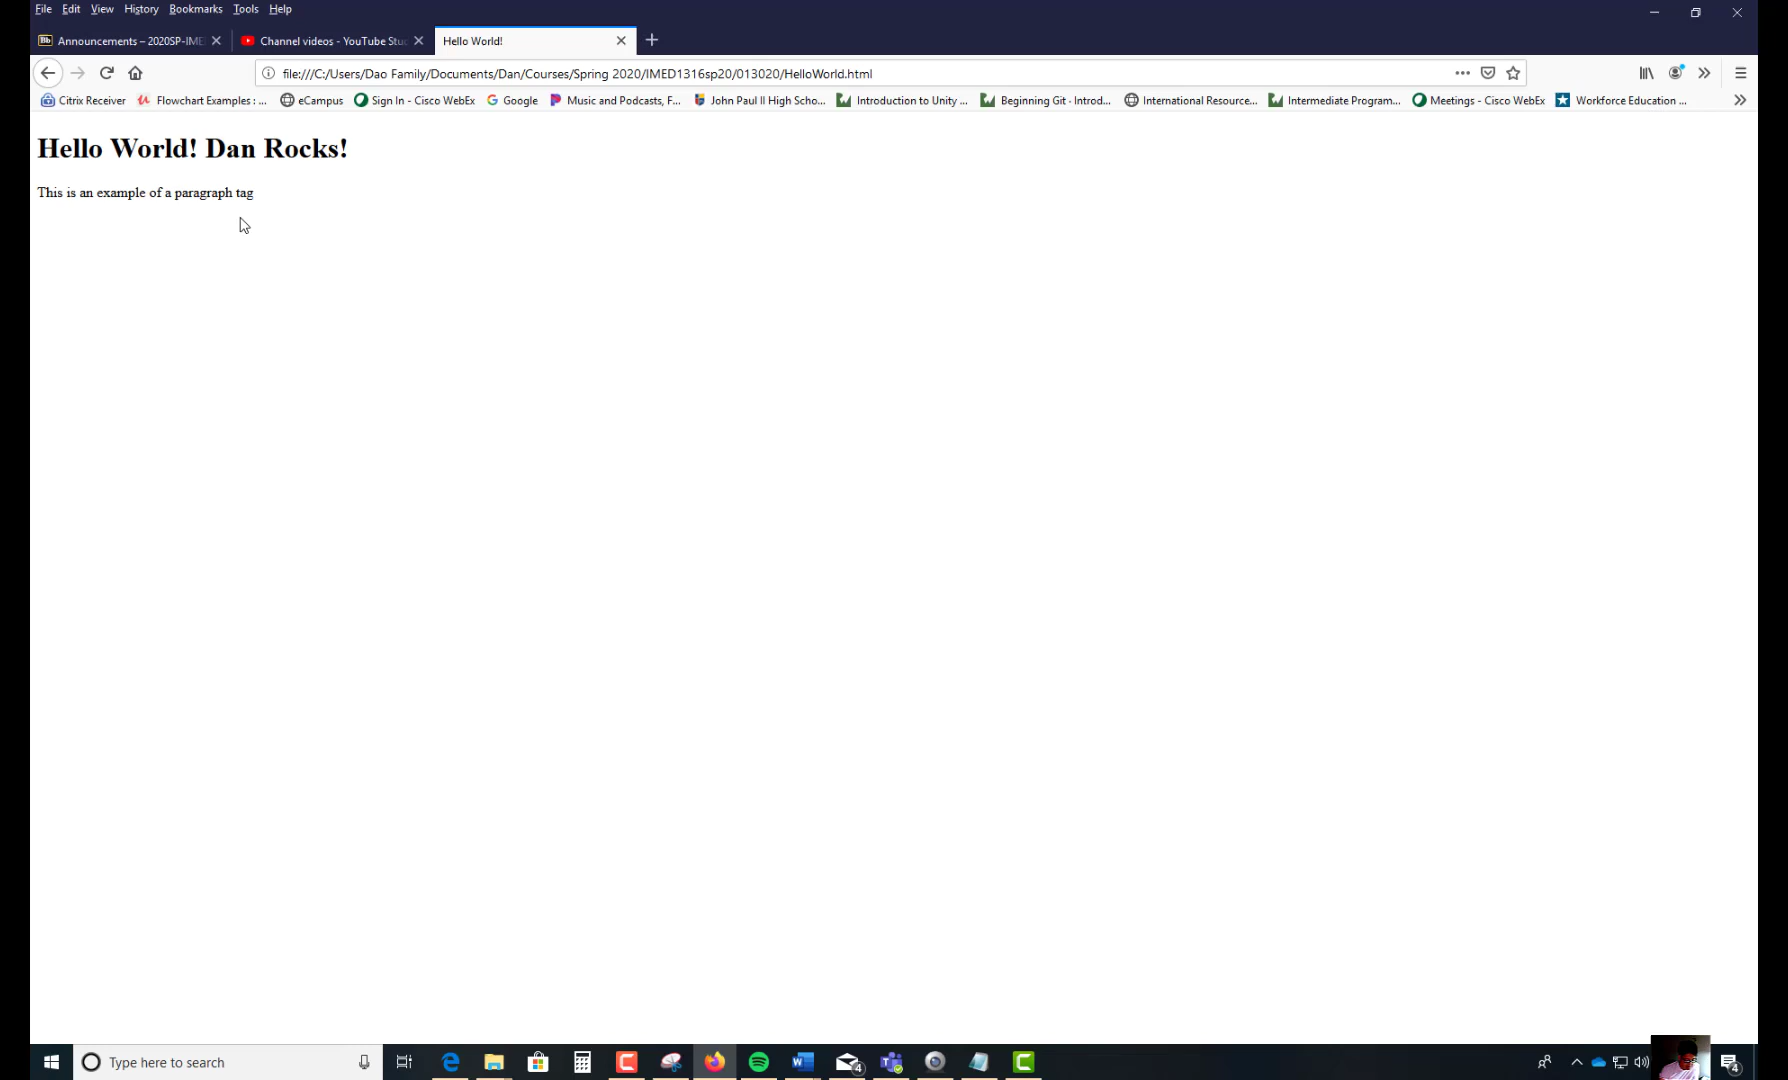 File Edit View History Bookmarks Tools Help
Announcements – 2020SP-IME Channel videos - YouTube Stu Hello World!
file:///C:/Users/Dao Family/Documents/Dan/Courses/Spring 2020/IMED1316sp20/013020/HelloWorld.html
Citrix Receiver Flowchart Examples : ... eCampus Sign In - Cisco WebEx Google Music and Podcasts, F... John Paul II High Scho... Introduction to Unity ... Beginning Git - Introd... International Resource... Intermediate Program... Meetings - Cisco WebEx Workforce Education ...
Hello World! Dan Rocks!
This is an example of a paragraph tag
Type here to search 4 4